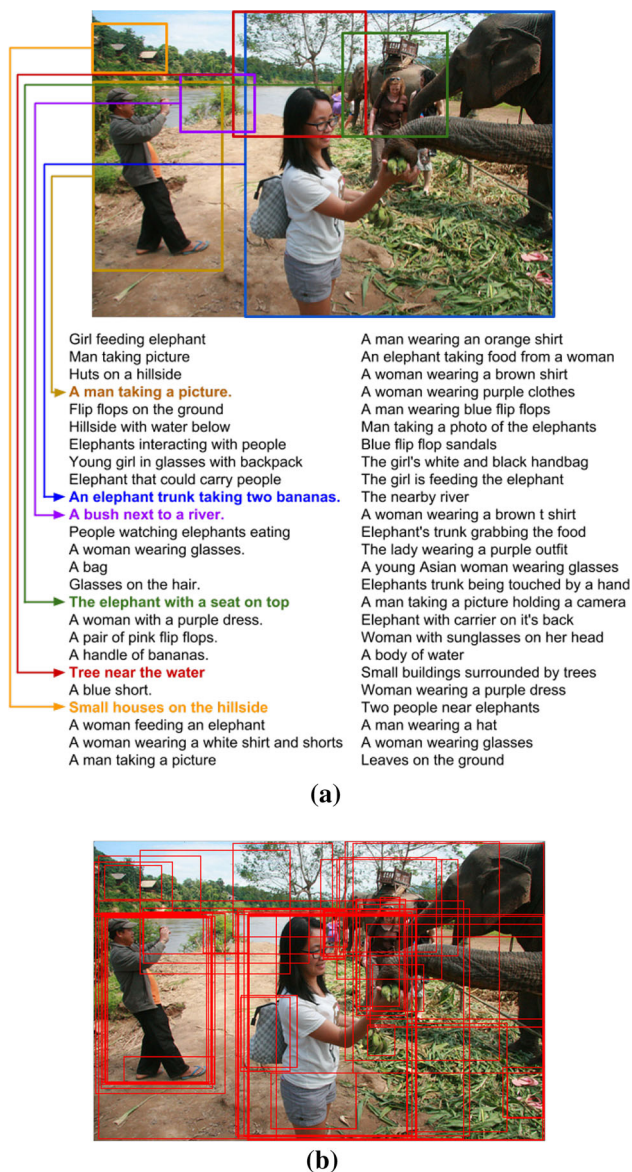 Girl feeding elephant
Man taking picture
Huts on a hillside
A man taking a picture.
Flip flops on the ground
Hillside with water below
Elephants interacting with people
Young girl in glasses with backpack
Elephant that could carry people
An elephant trunk taking two bananas.
A bush next to a river.
People watching elephants eating
A woman wearing glasses.
A bag
Glasses on the hair.
The elephant with a seat on top
A woman with a purple dress.
A pair of pink flip flops.
A handle of bananas.
Tree near the water
A blue short.
Small houses on the hillside
A woman feeding an elephant
A woman wearing a white shirt and shorts
A man taking a picture
A man wearing an orange shirt
An elephant taking food from a woman
A woman wearing a brown shirt
A woman wearing purple clothes
A man wearing blue flip flops
Man taking a photo of the elephants
Blue flip flop sandals
The girl's white and black handbag
The girl is feeding the elephant
The nearby river
A woman wearing a brown t shirt
Elephant's trunk grabbing the food
The lady wearing a purple outfit
A young Asian woman wearing glasses
Elephants trunk being touched by a hand
A man taking a picture holding a camera
Elephant with carrier on it's back
Woman with sunglasses on her head
A body of water
Small buildings surrounded by trees
Woman wearing a purple dress
Two people near elephants
A man wearing a hat
A woman wearing glasses
Leaves on the ground
(a)
(b)